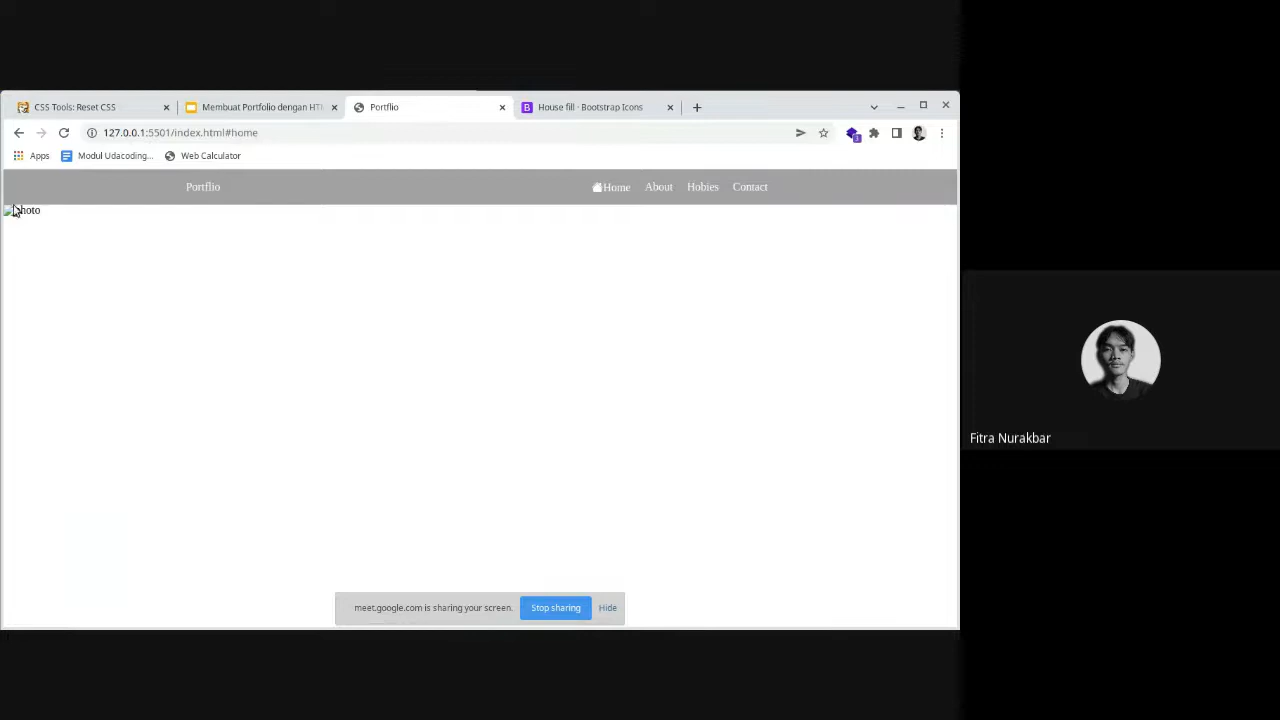 CSS Tools: Reset CSS
Membuat Portfolio dengan HT
Portflio
House fill - Bootstrap Icons
127.0.0.1:5501/index.html#home
Apps
Modul Udacoding...
Web Calculator
Portflio
Home
About
Hobies
Contact
hoto
Fitra Nurakbar
meet.google.com is sharing your screen.
Stop sharing
Hide